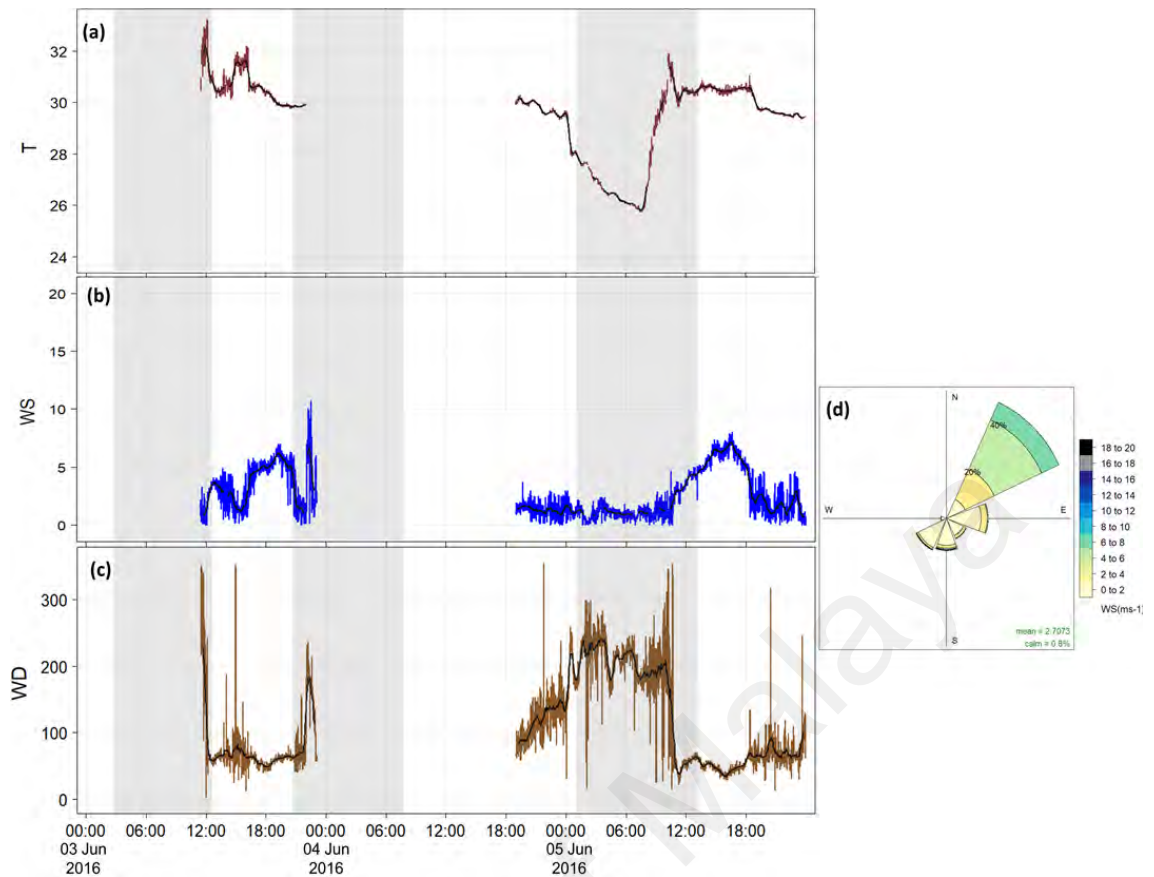 (a)
32
30
T
28
26
24
(b)
20
15
WS
10
5
0
(c)
300
200
WD
100
0
00:00 06:00 12:00 18:00 00:00 06:00 12:00 18:00 00:00 06:00 12:00 18:00
03 Jun 04 Jun 05 Jun
2016 2016 2016
(d)
N
40%
20%
W E
S
mean = 2.7973
calm = 0.8%
18 to 20
16 to 18
14 to 16
12 to 14
10 to 12
8 to 10
6 to 8
4 to 6
2 to 4
0 to 2
WS(ms-1)
Malaya